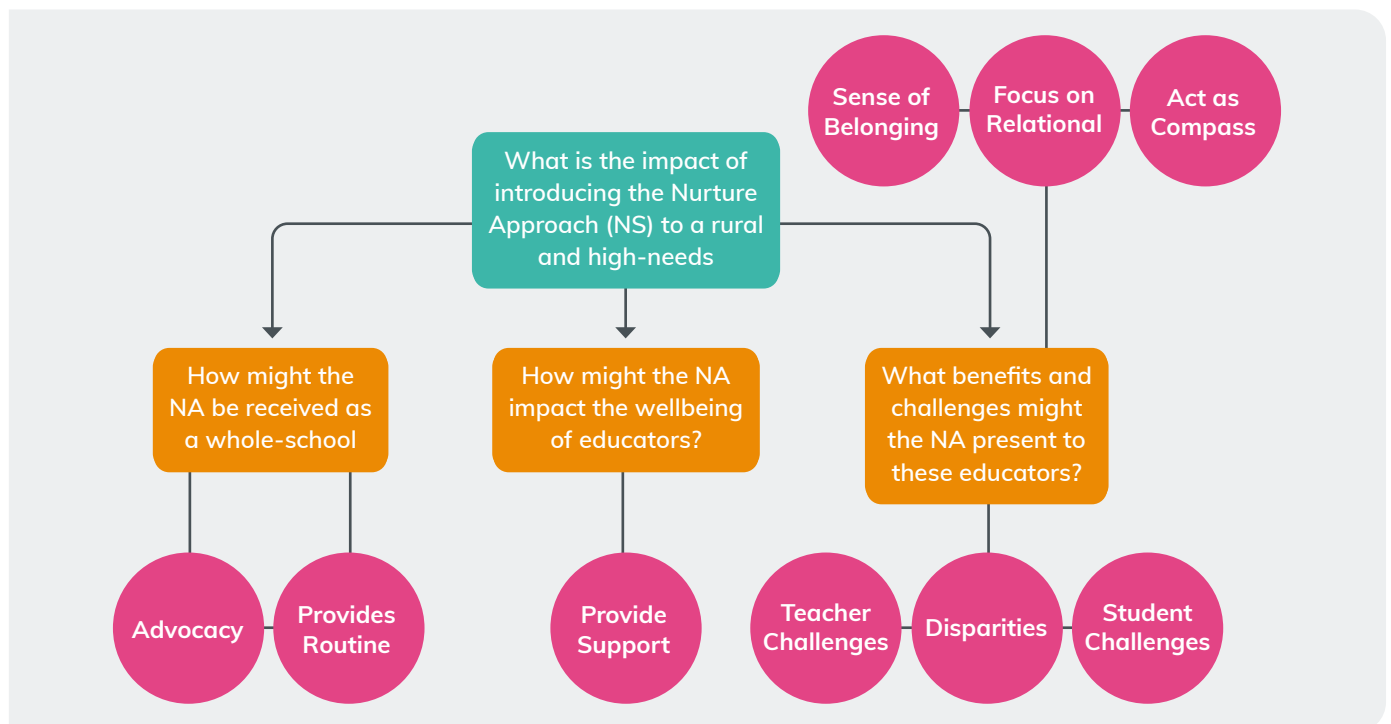 Sense of
Belonging
Focus on
Relational
Act as
Compass
What is the impact of
introducing the Nurture
Approach (NS) to a rural
and high-needs
How might the
NA be received as
a whole-school
How might the NA
impact the wellbeing
of educators?
What benefits and
challenges might
the NA present to
these educators?
Advocacy
Provides
Routine
Provide
Support
Teacher
Challenges
Disparities
Student
Challenges